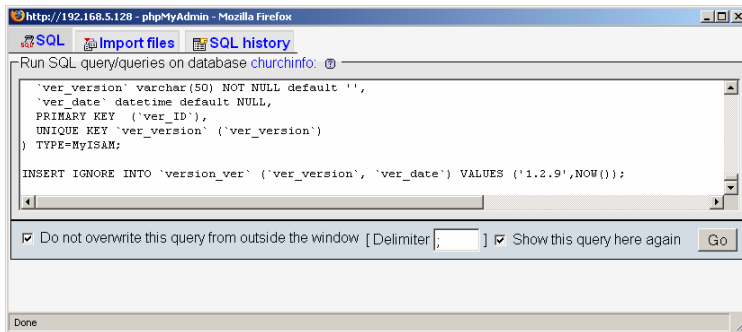 http://192.168.5.128 - phpMyAdmin - Mozilla Firefox
SQL Import files SQL history
Run SQL query/queries on database churchinfo:
`ver_version` varchar(50) NOT NULL default '',
`ver_date` datetime default NULL,
PRIMARY KEY (`ver_ID`),
UNIQUE KEY `ver_version` (`ver_version`)
) TYPE=MyISAM;
INSERT IGNORE INTO `version_ver` (`ver_version`, `ver_date`) VALUES ('1.2.9',NOW());
Do not overwrite this query from outside the window [ Delimiter ; ] Show this query here again Go
Done